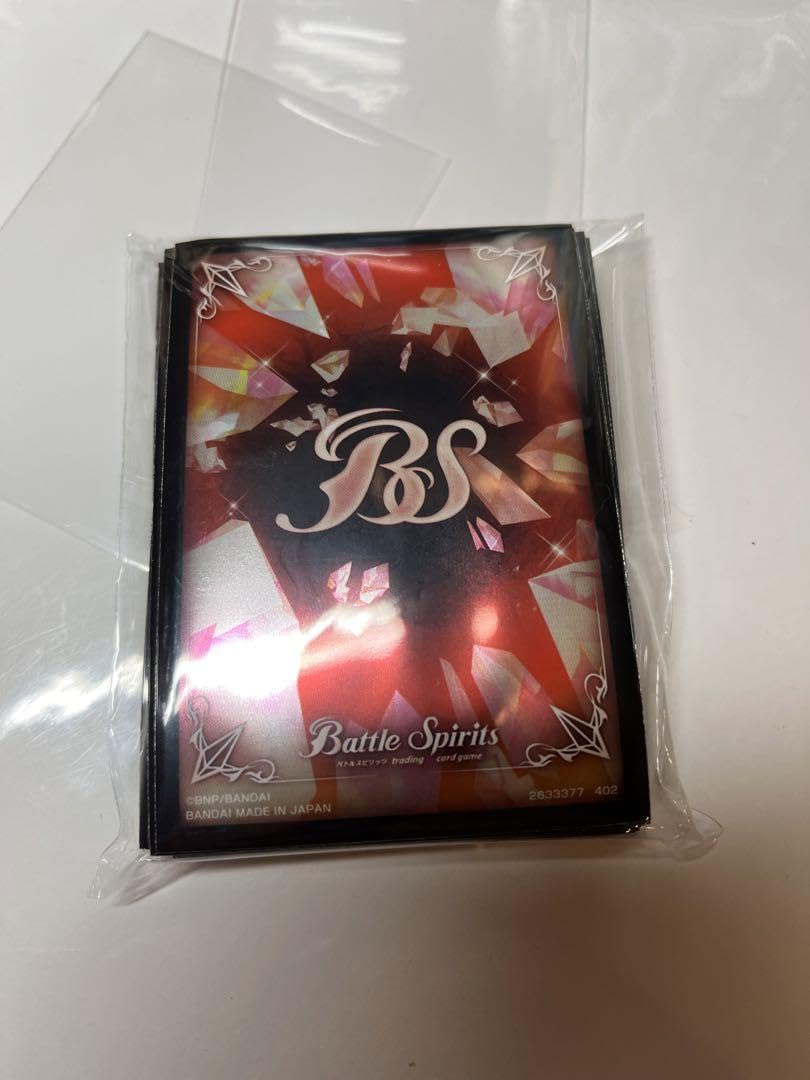 BS
Battle Spirits
バトルスピリッツ trading card game
©BNP/BANDAI
BANDAI MADE IN JAPAN
2633377 402